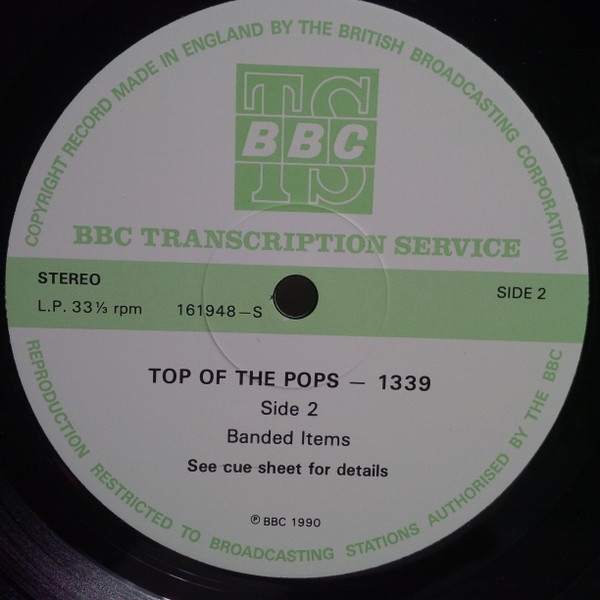 COPYRIGHT RECORD MADE IN ENGLAND BY THE BRITISH BROADCASTING CORPORATION
TS
BBC
BBC TRANSCRIPTION SERVICE
STEREO
SIDE 2
L.P. 33⅓ rpm 161948–S
TOP OF THE POPS — 1339
Side 2
Banded Items
See cue sheet for details
℗ BBC 1990
REPRODUCTION RESTRICTED TO BROADCASTING STATIONS AUTHORISED BY THE BBC